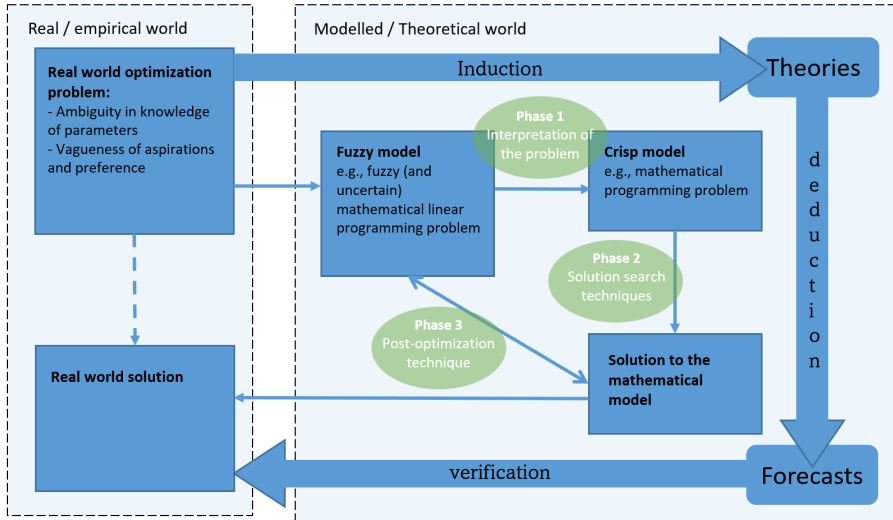 Real / empirical world
Modelled / Theoretical world
Real world optimization
problem:
- Ambiguity in knowledge
of parameters
- Vagueness of aspirations
and preference
Induction
Theories
Phase 1
Interpretation of
the problem
Fuzzy model
e.g., fuzzy (and
uncertain)
mathematical linear
programming problem
Crisp model
e.g., mathematical
programming problem
deduction
Phase 2
Solution search
techniques
Phase 3
Post-optimization
technique
Real world solution
Solution to the
mathematical
model
verification
Forecasts